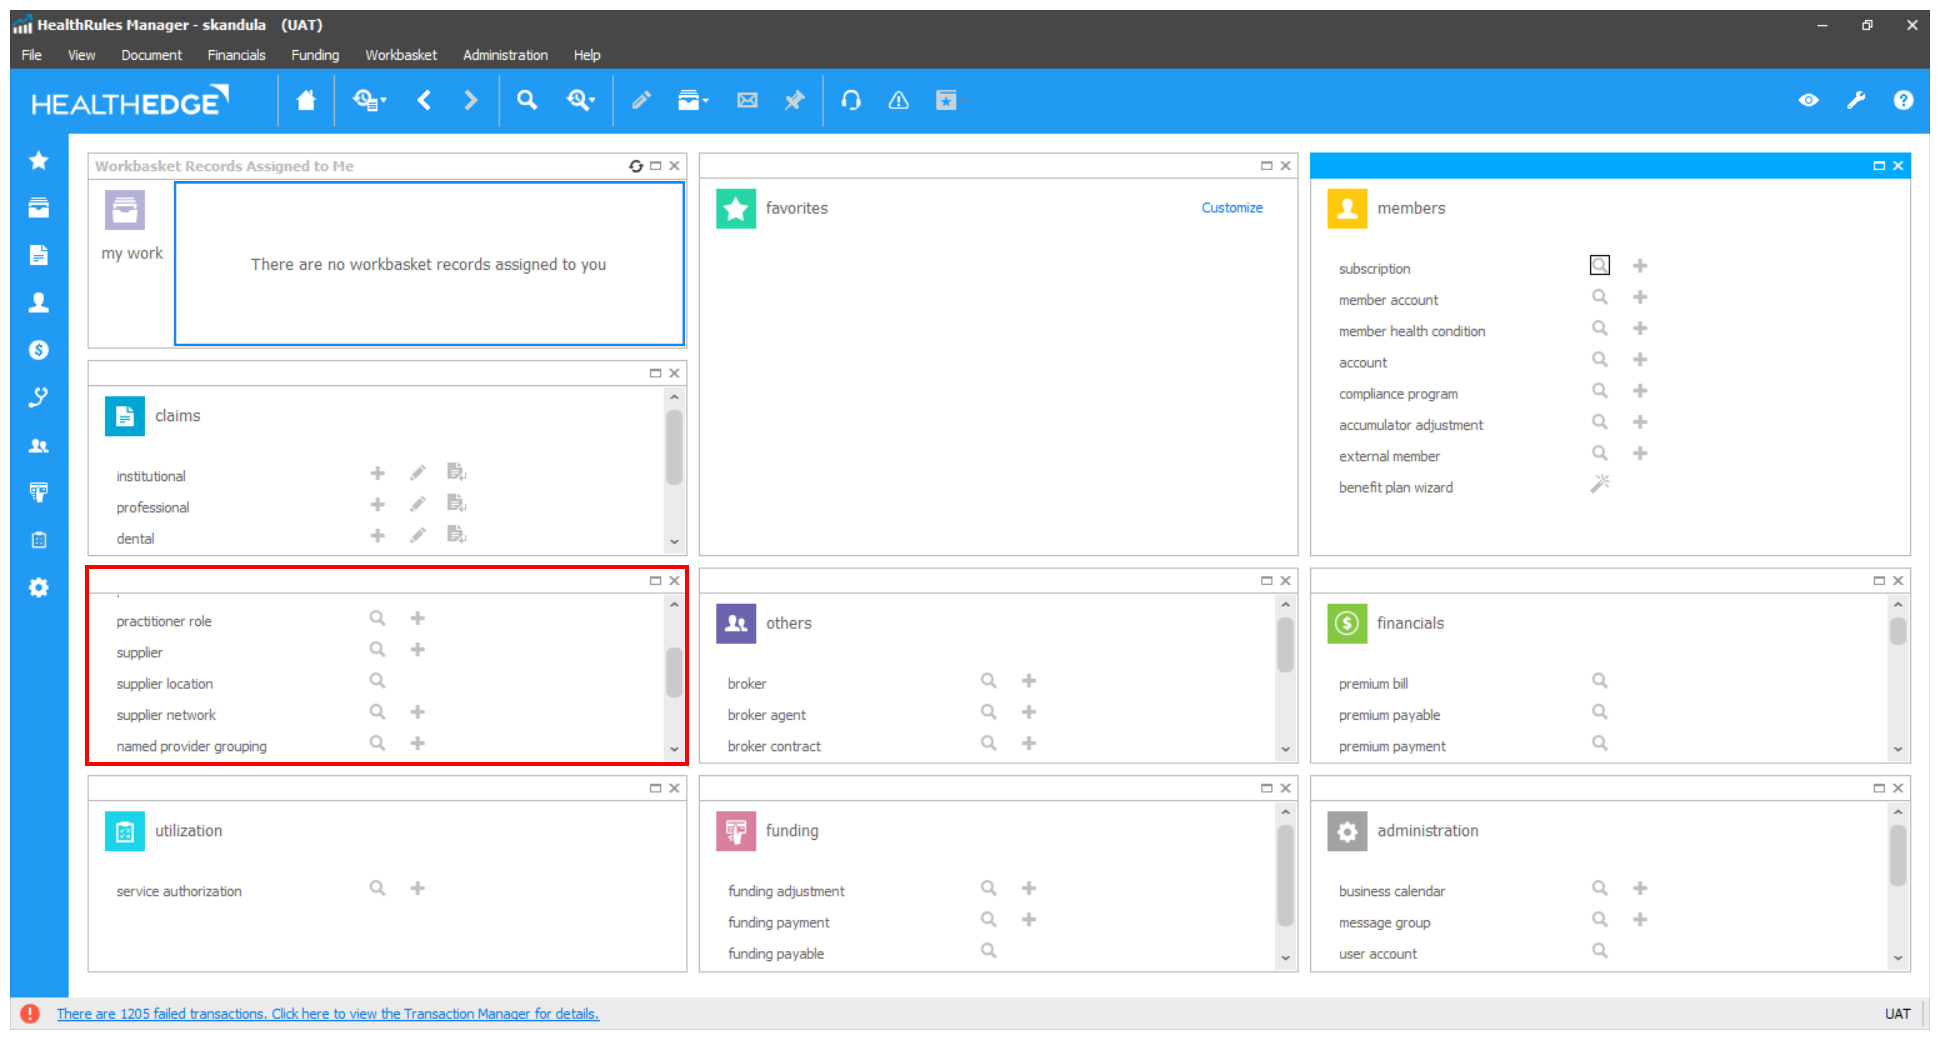 HealthRules Manager - skandula (UAT)
File View Document Financials Funding Workbasket Administration Help
HEALTHEDGE
Workbasket Records Assigned to Me
my work
There are no workbasket records assigned to you
favorites
Customize
members
subscription
member account
member health condition
account
compliance program
accumulator adjustment
external member
benefit plan wizard
claims
institutional
professional
dental
practitioner role
supplier
supplier location
supplier network
named provider grouping
others
broker
broker agent
broker contract
financials
premium bill
premium payable
premium payment
utilization
service authorization
funding
funding adjustment
funding payment
funding payable
administration
business calendar
message group
user account
There are 1205 failed transactions. Click here to view the Transaction Manager for details.
UAT